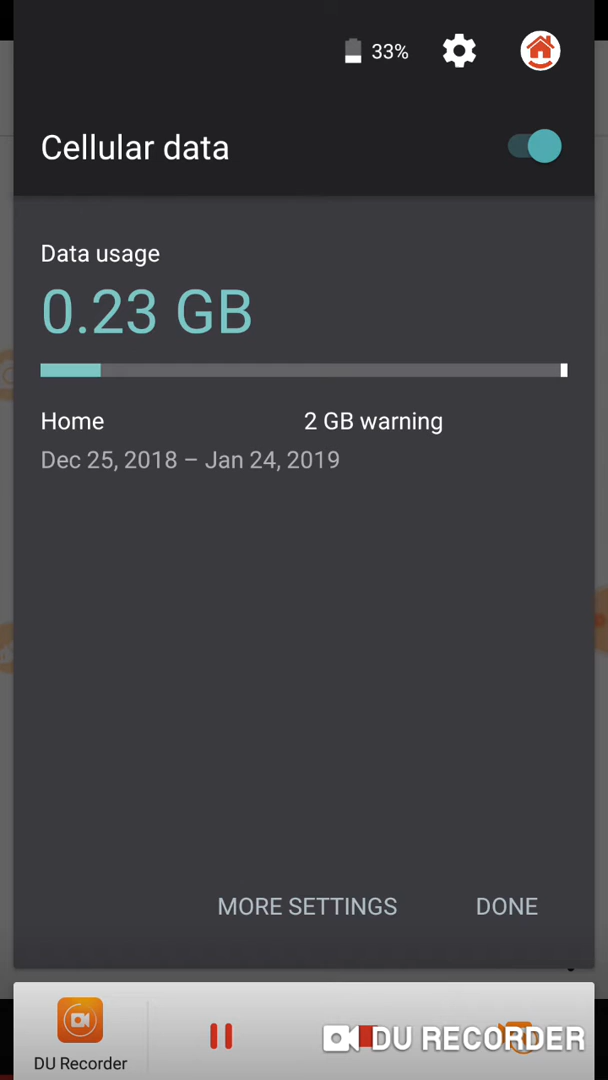 33%
Cellular data
Data usage
0.23 GB
Home
2 GB warning
Dec 25, 2018 – Jan 24, 2019
MORE SETTINGS
DONE
DU Recorder
DU RECORDER